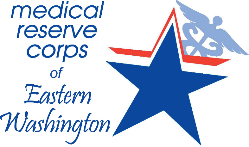 medical
reserve
corps
of
Eastern
Washington